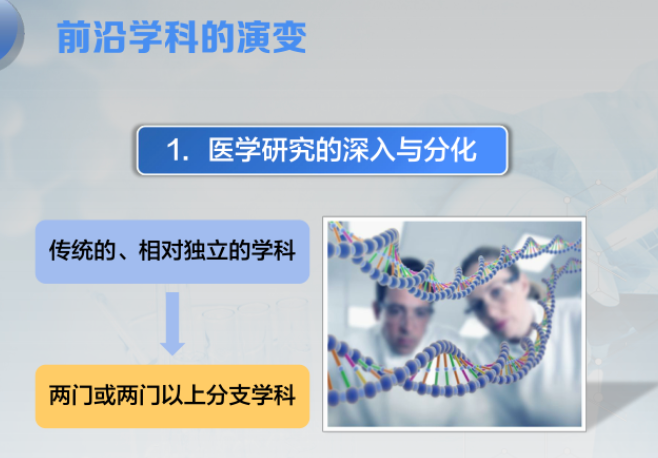 前沿学科的演变
1. 医学研究的深入与分化
传统的、相对独立的学科
两门或两门以上分支学科